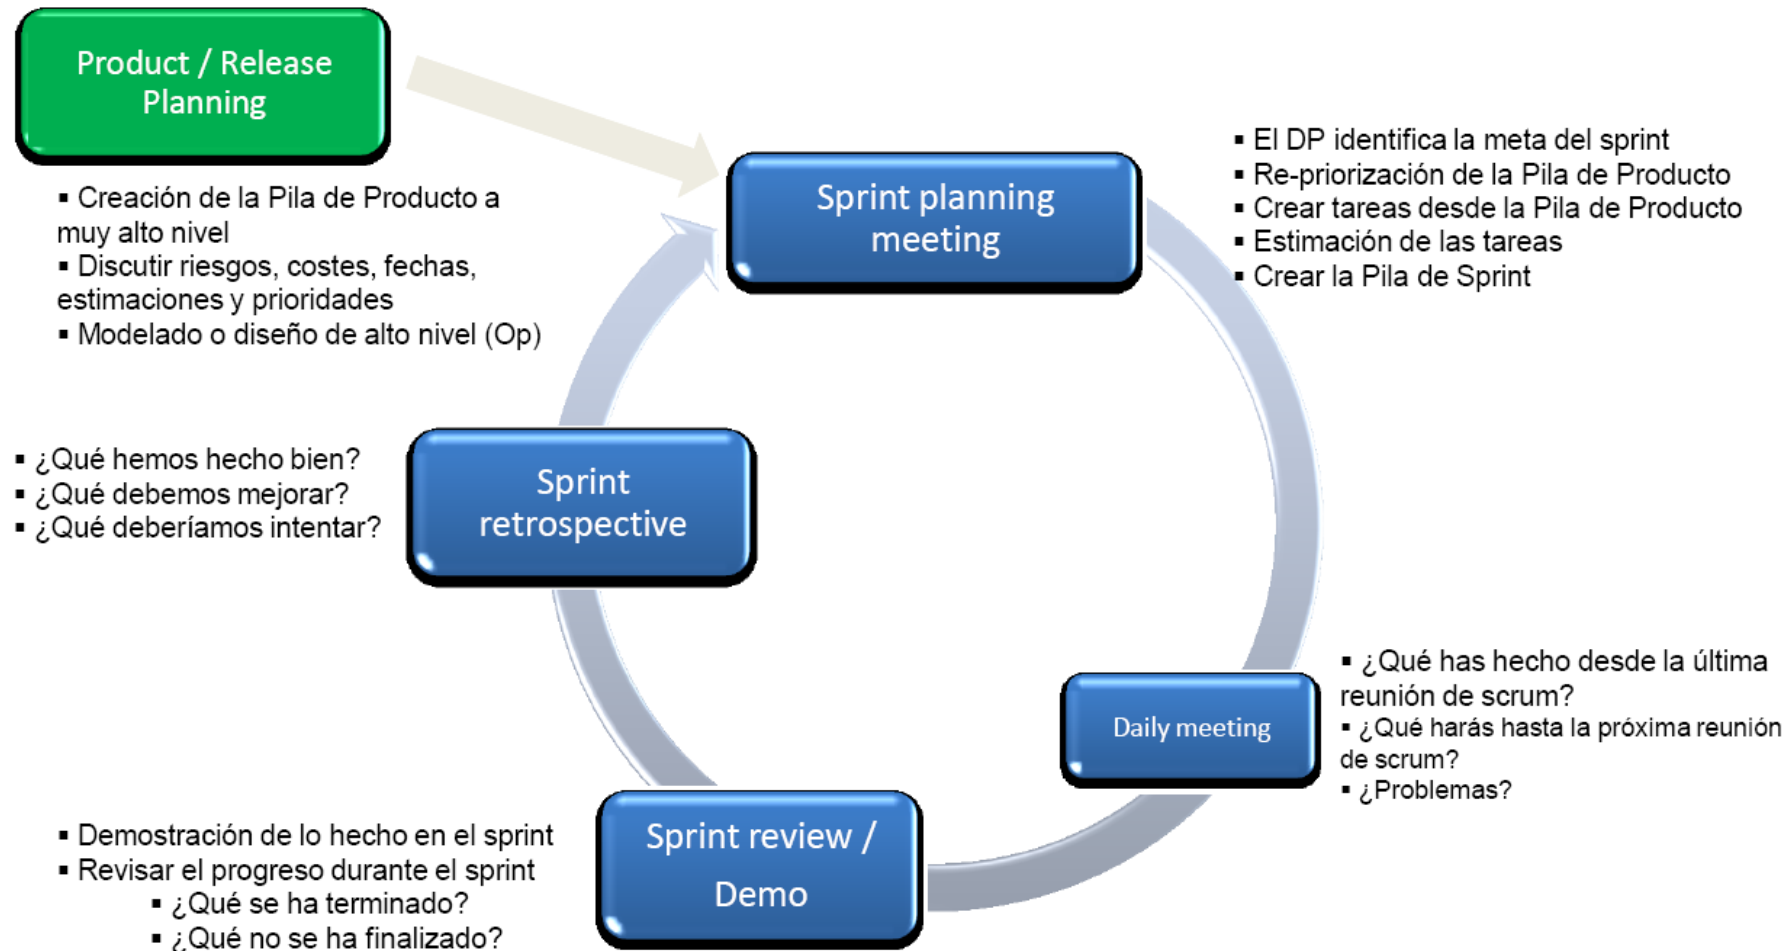 Product / Release
Planning
▪ Creación de la Pila de Producto a
muy alto nivel
▪ Discutir riesgos, costes, fechas,
estimaciones y prioridades
▪ Modelado o diseño de alto nivel (Op)
Sprint planning
meeting
▪ El DP identifica la meta del sprint
▪ Re-priorización de la Pila de Producto
▪ Crear tareas desde la Pila de Producto
▪ Estimación de las tareas
▪ Crear la Pila de Sprint
▪ ¿Qué hemos hecho bien?
▪ ¿Qué debemos mejorar?
▪ ¿Qué deberíamos intentar?
Sprint
retrospective
Daily meeting
▪ ¿Qué has hecho desde la última
reunión de scrum?
▪ ¿Qué harás hasta la próxima reunión
de scrum?
▪ ¿Problemas?
▪ Demostración de lo hecho en el sprint
▪ Revisar el progreso durante el sprint
▪ ¿Qué se ha terminado?
▪ ¿Qué no se ha finalizado?
Sprint review /
Demo